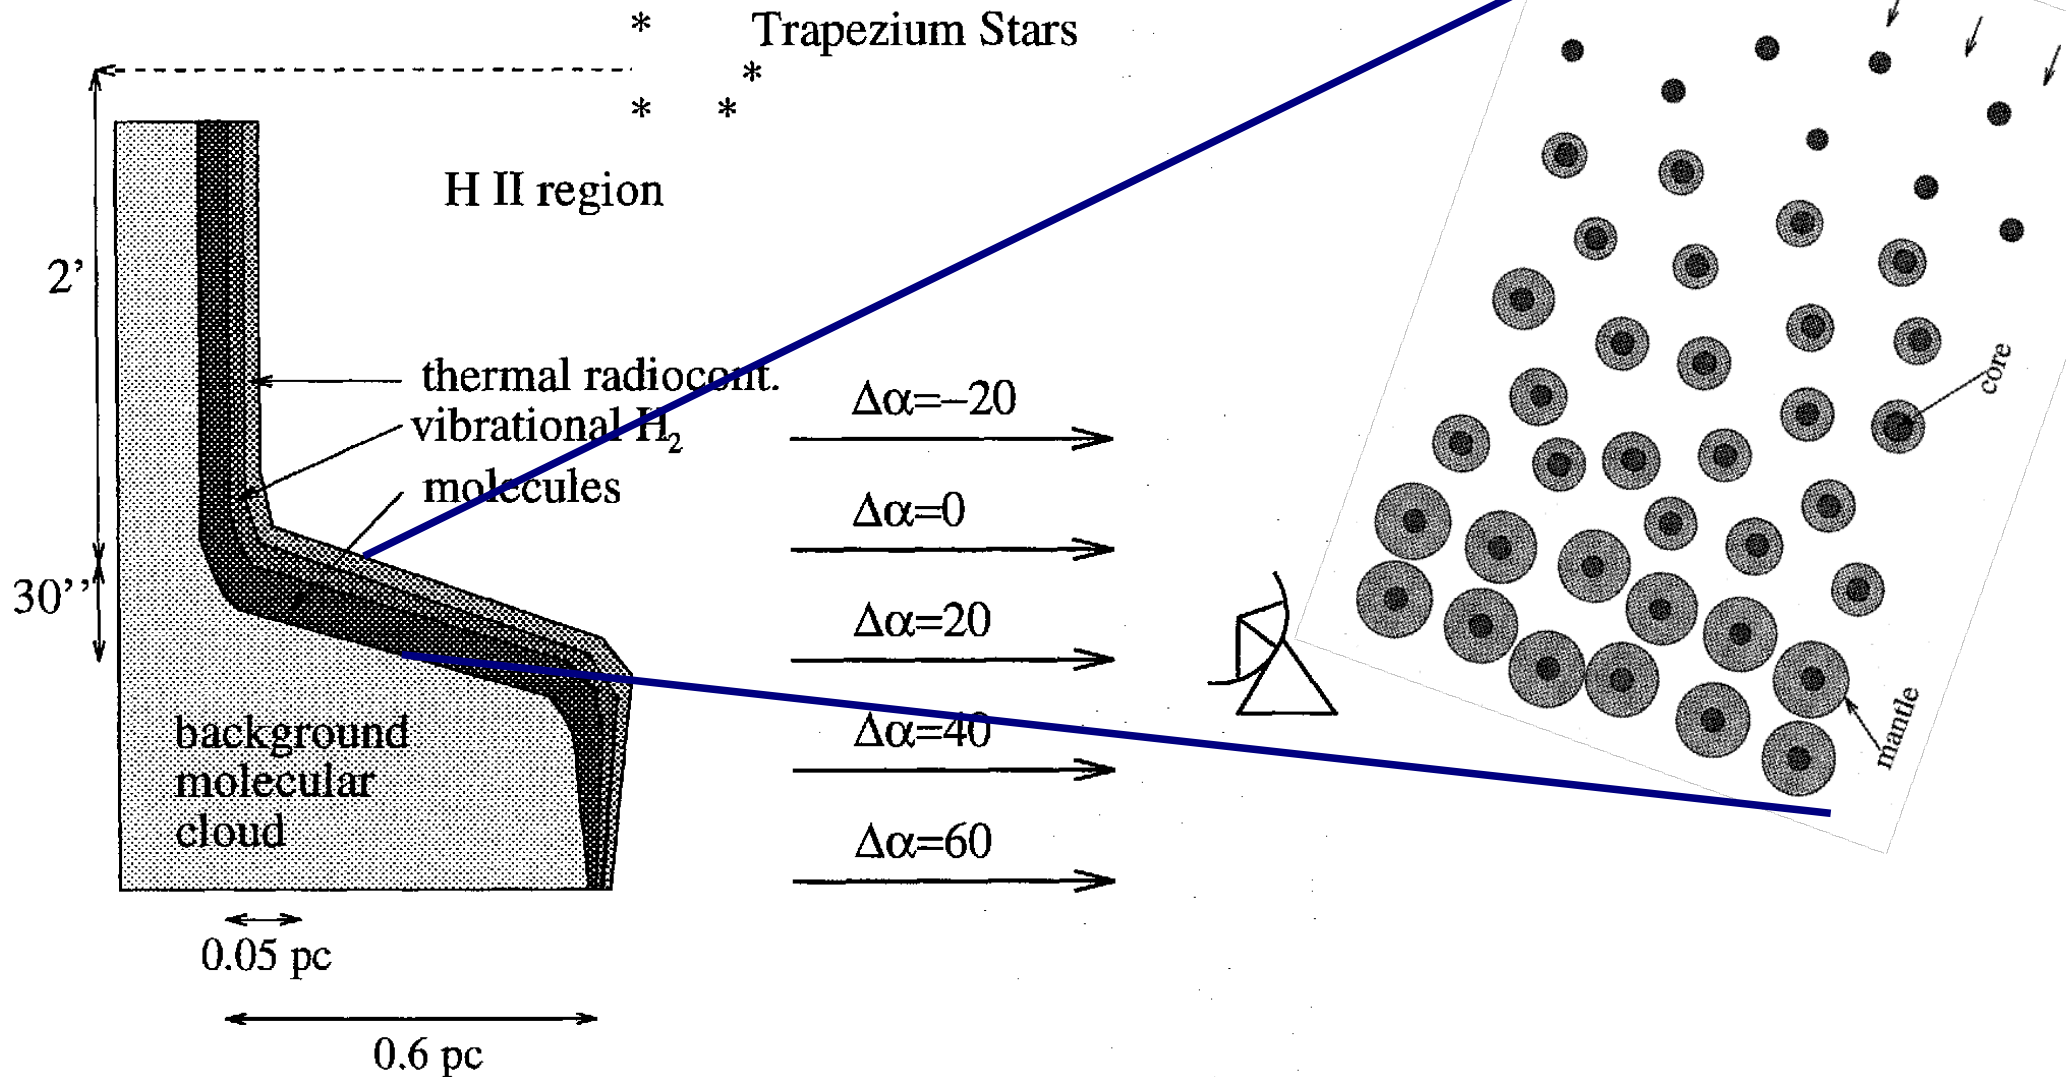 * Trapezium Stars
*
* *
H II region
2’
thermal radiocont.
vibrational H₂
molecules
Δα=−20
Δα=0
30’’
Δα=20
background
molecular
cloud
Δα=40
Δα=60
0.05 pc
0.6 pc
core
mantle